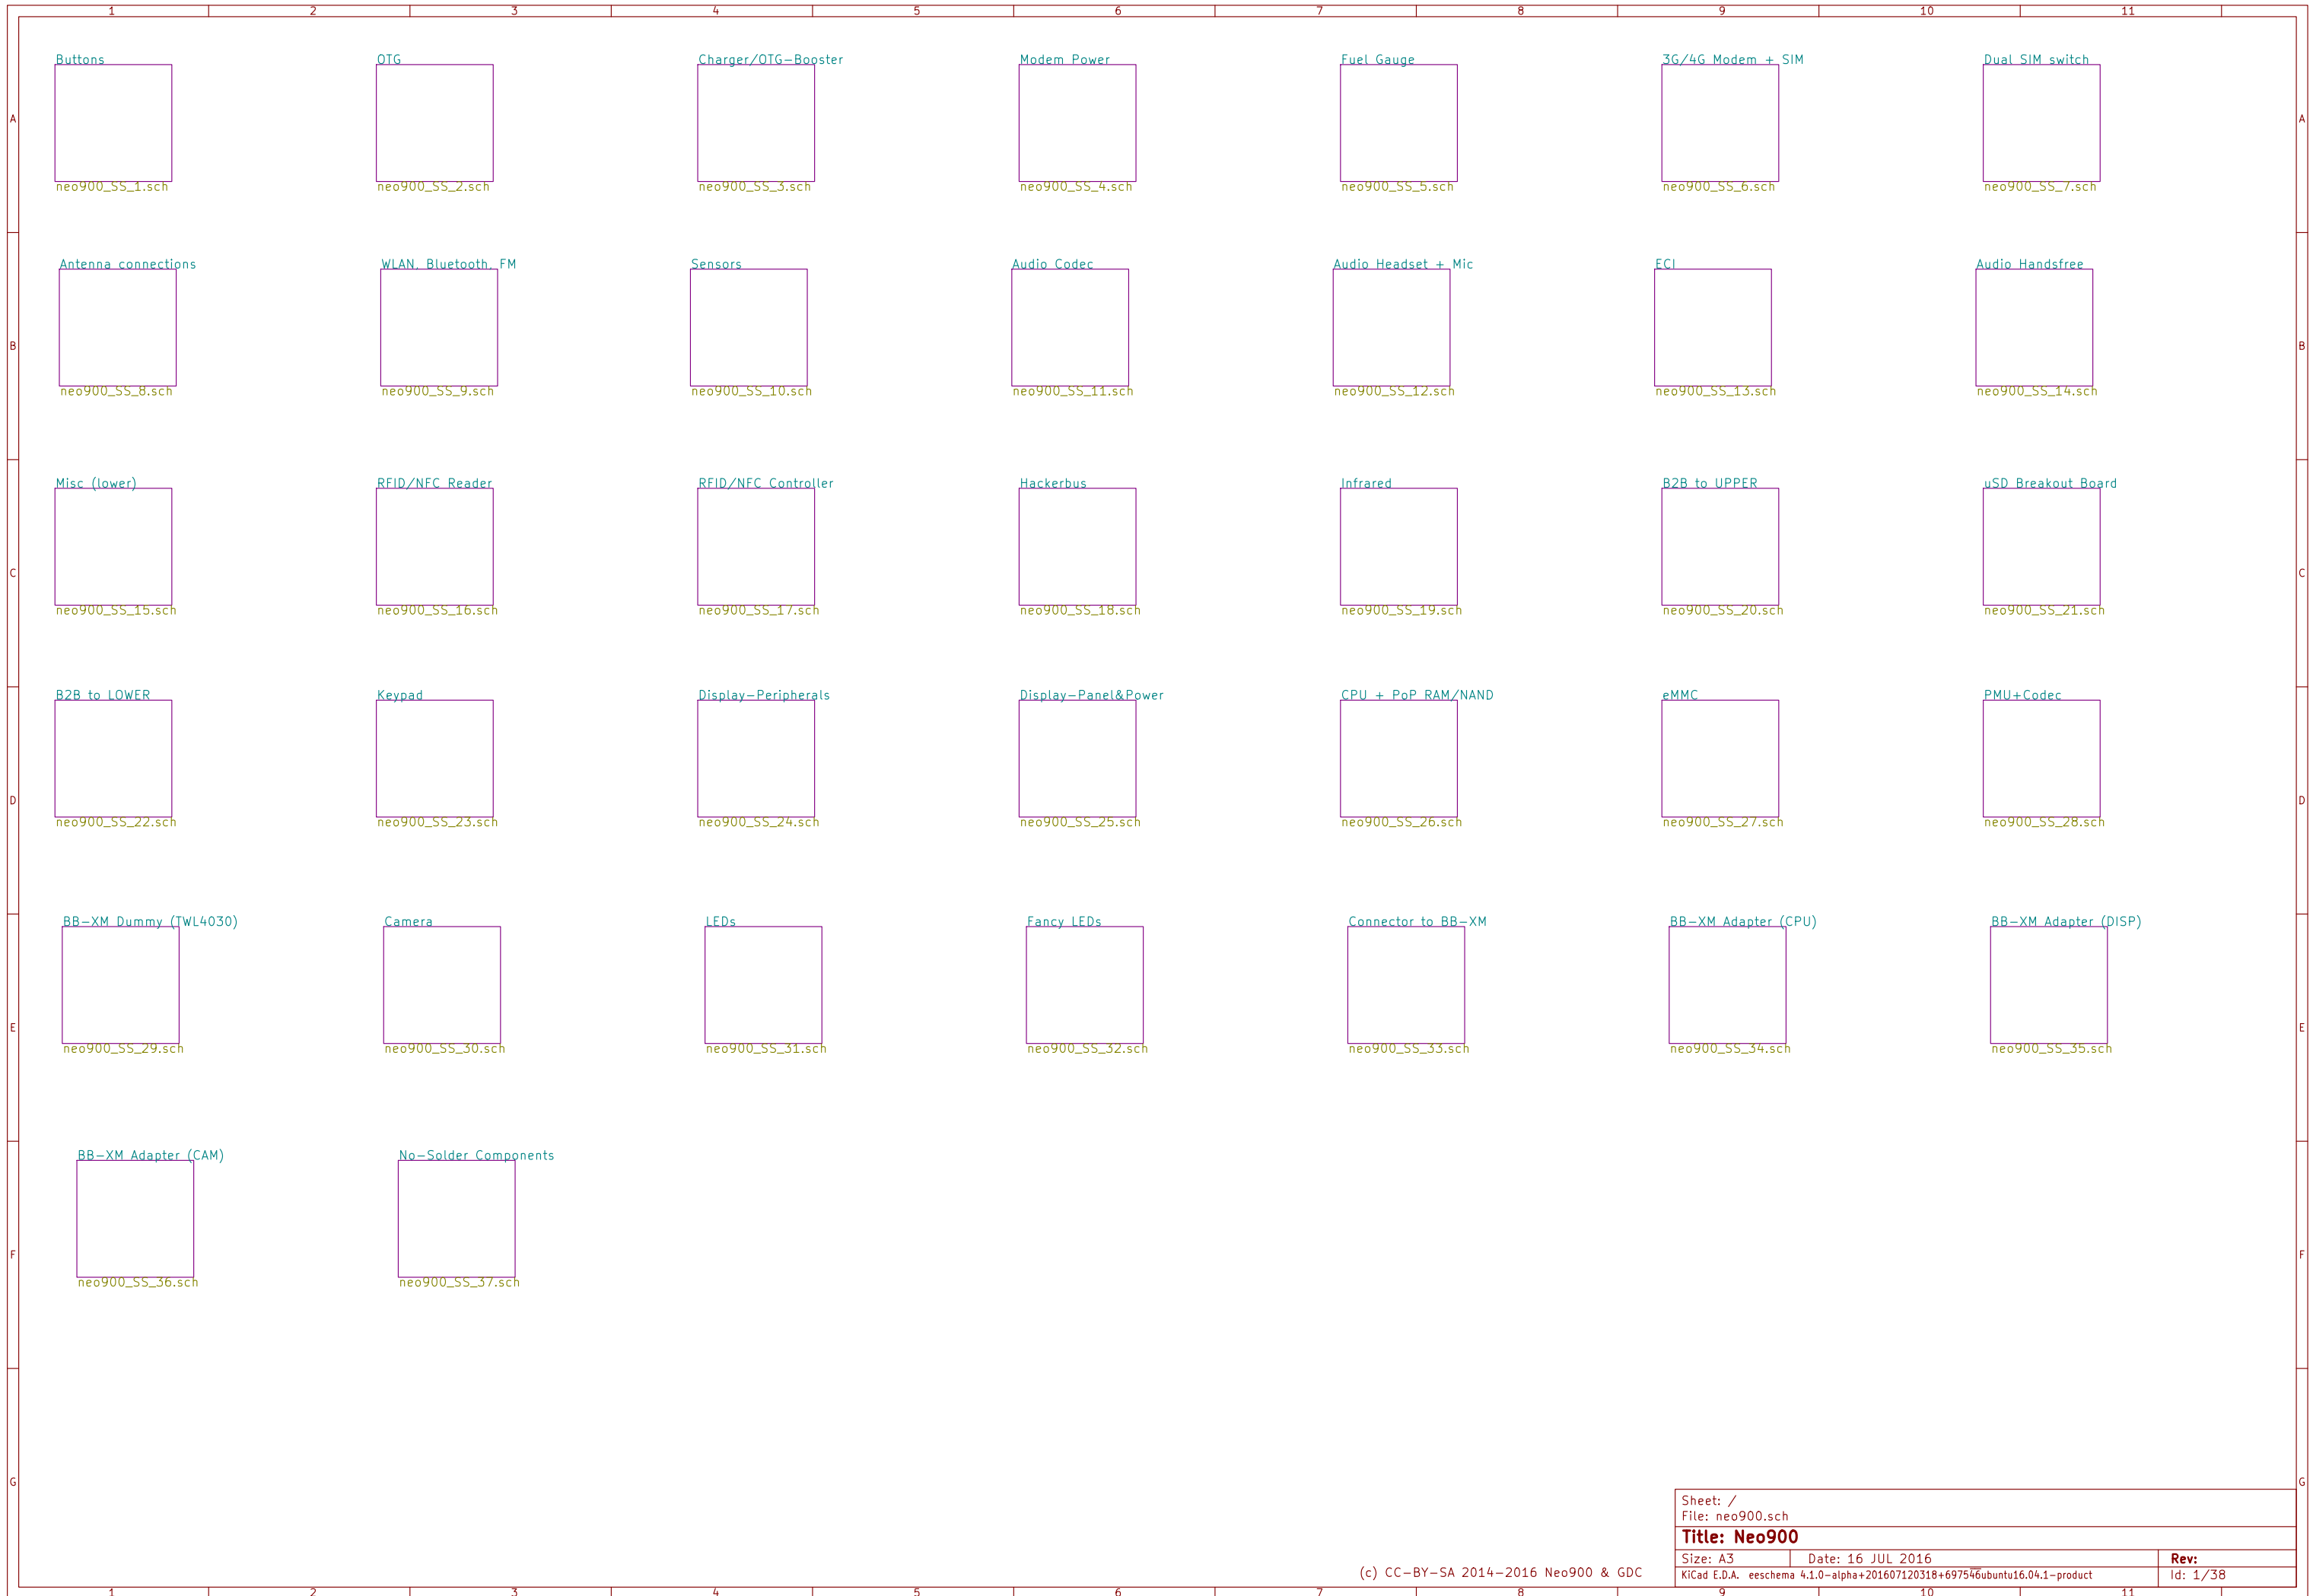 1 2 3 4 5 6 7 8 9 10 11
Buttons OTG Charger/OTG-Booster Modem Power Fuel Gauge 3G/4G Modem + SIM Dual SIM switch
A A
neo900_SS_1.sch neo900_SS_2.sch neo900_SS_3.sch neo900_SS_4.sch neo900_SS_5.sch neo900_SS_6.sch neo900_SS_7.sch
Antenna connections WLAN, Bluetooth, FM Sensors Audio Codec Audio Headset + Mic ECI Audio Handsfree
B B
neo900_SS_8.sch neo900_SS_9.sch neo900_SS_10.sch neo900_SS_11.sch neo900_SS_12.sch neo900_SS_13.sch neo900_SS_14.sch
Misc (lower) RFID/NFC Reader RFID/NFC Controller Hackerbus Infrared B2B to UPPER uSD Breakout Board
C C
neo900_SS_15.sch neo900_SS_16.sch neo900_SS_17.sch neo900_SS_18.sch neo900_SS_19.sch neo900_SS_20.sch neo900_SS_21.sch
B2B to LOWER Keypad Display-Peripherals Display-Panel&Power CPU + PoP RAM/NAND eMMC PMU+Codec
D D
neo900_SS_22.sch neo900_SS_23.sch neo900_SS_24.sch neo900_SS_25.sch neo900_SS_26.sch neo900_SS_27.sch neo900_SS_28.sch
BB-XM Dummy (TWL4030) Camera LEDs Fancy LEDs Connector to BB-XM BB-XM Adapter (CPU) BB-XM Adapter (DISP)
E E
neo900_SS_29.sch neo900_SS_30.sch neo900_SS_31.sch neo900_SS_32.sch neo900_SS_33.sch neo900_SS_34.sch neo900_SS_35.sch
BB-XM Adapter (CAM) No-Solder Components
F F
neo900_SS_36.sch neo900_SS_37.sch
G G
Sheet: /
File: neo900.sch
Title: Neo900
Size: A3 Date: 16 JUL 2016 Rev:
KiCad E.D.A. eeschema 4.1.0-alpha+201607120318+697546ubuntu16.04.1-product Id: 1/38
(c) CC-BY-SA 2014-2016 Neo900 & GDC
1 2 3 4 5 6 7 8 9 10 11